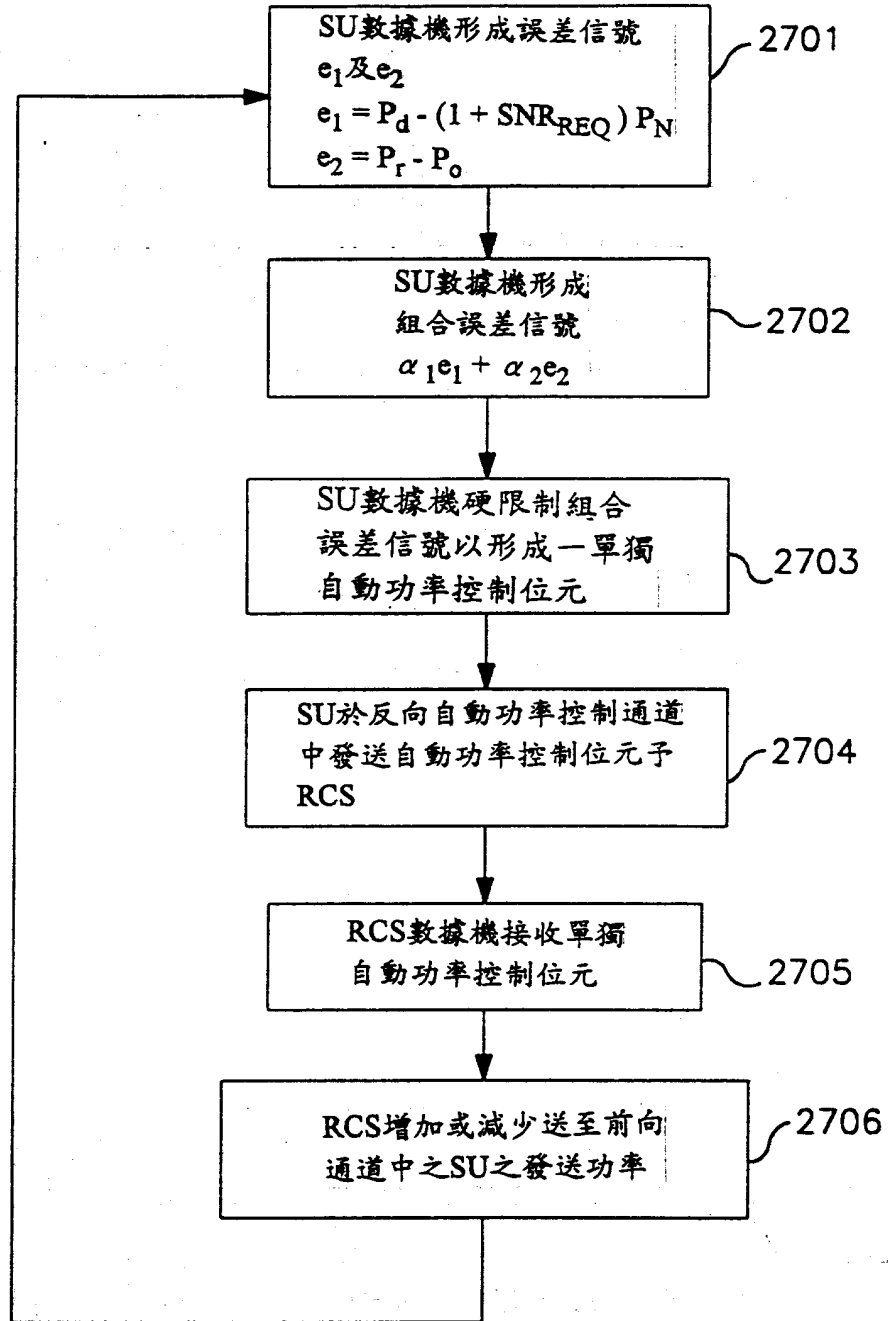 SU數據機形成誤差信號
e₁及e₂
e₁ = P_d - (1 + SNR_REQ) P_N
e₂ = P_r - P_o
2701
SU數據機形成
組合誤差信號
α₁e₁ + α₂e₂
2702
SU數據機硬限制組合
誤差信號以形成一單獨
自動功率控制位元
2703
SU於反向自動功率控制通道
中發送自動功率控制位元予
RCS
2704
RCS數據機接收單獨
自動功率控制位元
2705
RCS增加或減少送至前向
通道中之SU之發送功率
2706